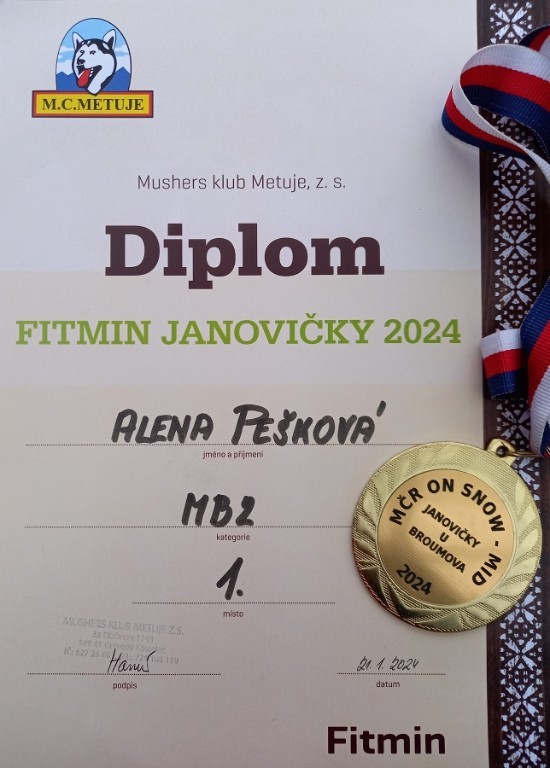 M.C.METUJE
Mushers klub Metuje, z. s.
Diplom
FITMIN JANOVIČKY 2024
ALENA PEŠKOVÁ
jméno a příjmení
MB2
kategorie
1.
místo
MUSHERS KLUB METUJE Z.S.
podpis
21.1.2024
datum
Fitmin
MČR ON SNOW - MID
JANOVIČKY
U
BROUMOVA
2024